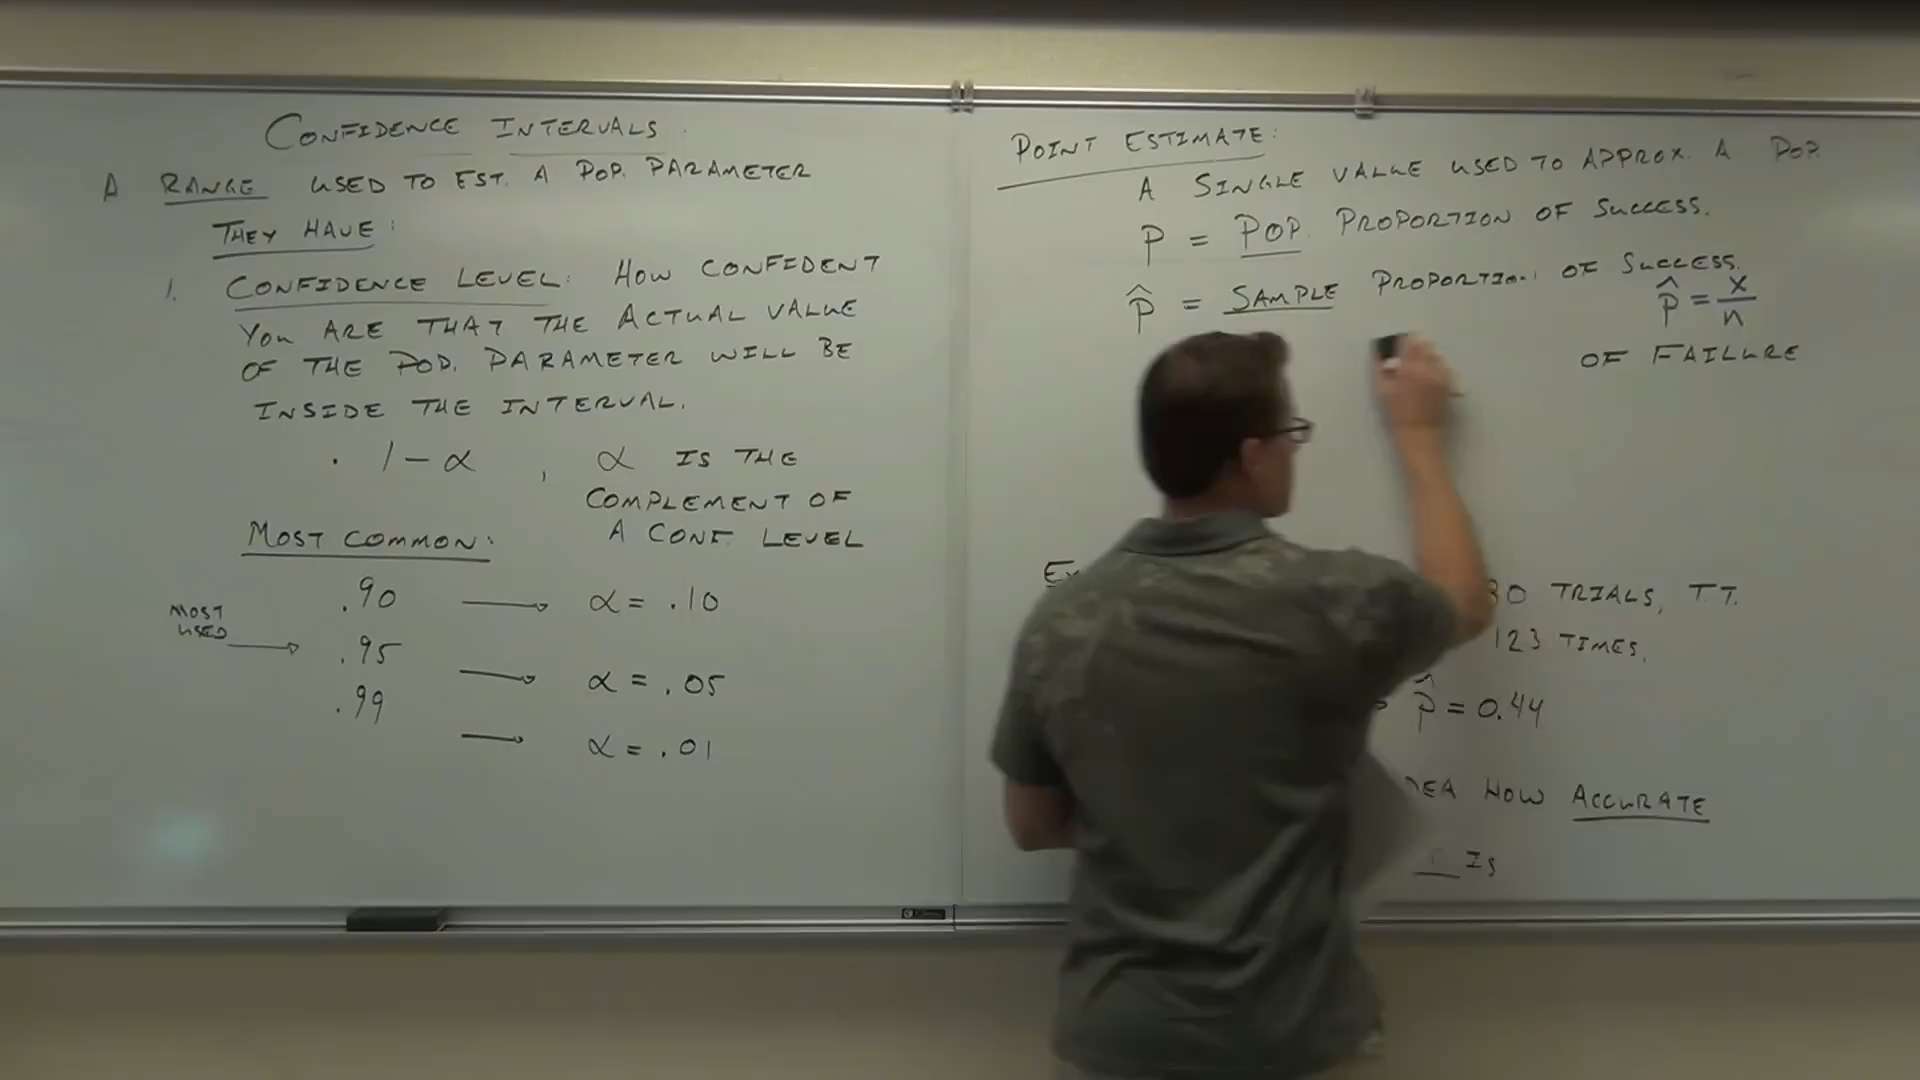 CONFIDENCE INTERVALS
A RANGE USED TO EST. A POP. PARAMETER
THEY HAVE:
1. CONFIDENCE LEVEL: HOW CONFIDENT
YOU ARE THAT THE ACTUAL VALUE
OF THE POP. PARAMETER WILL BE
INSIDE THE INTERVAL.
· 1-α , α IS THE
COMPLEMENT OF
A CONF. LEVEL
MOST COMMON:
.90 → α = .10
MOST USED → .95 → α = .05
.99 → α = .01
POINT ESTIMATE:
A SINGLE VALUE USED TO APPROX. A POP.
P = POP. PROPORTION OF SUCCESS.
p̂ = SAMPLE PROPORTION OF SUCCESS.
p̂ = x/n
OF FAILURE
TRIALS, T.T.
123 TIMES.
p̂ = 0.44
HOW ACCURATE
IS